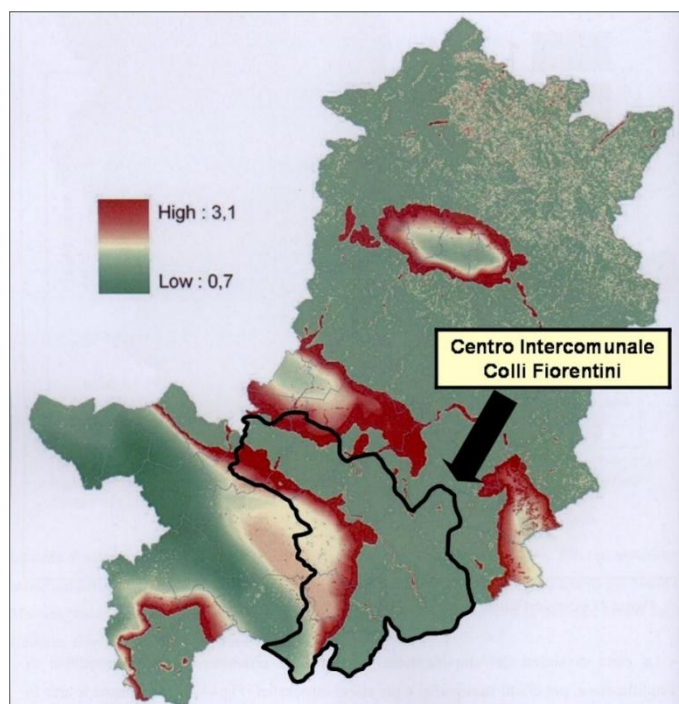 High : 3,1
Low : 0,7
Centro Intercomunale
Colli Fiorentini